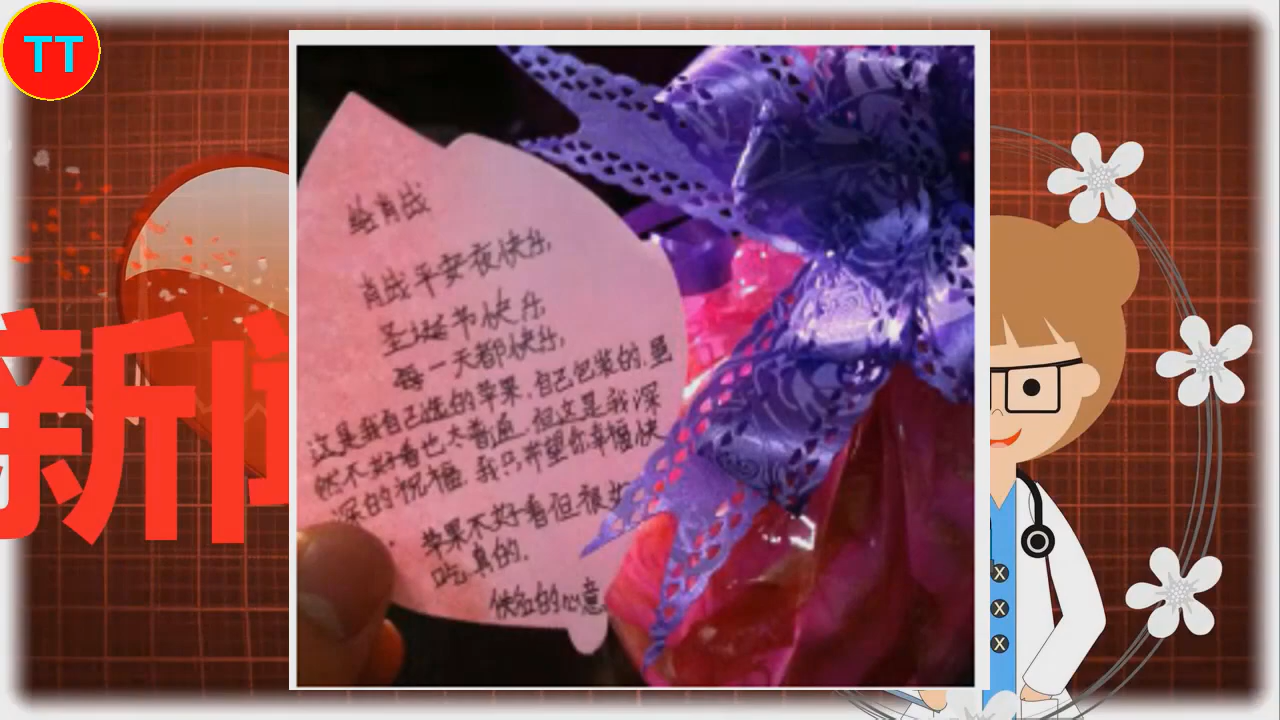 TT
新
给肖战
肖战平安夜快乐
圣诞节快乐
每一天都快乐,
这是我自己选的苹果,自己包装的,虽
然不好看也太普通,但这是我深
深的祝福,我只希望你幸福快
苹果不好看但很好
吃,真的.
的心意
X
X
X